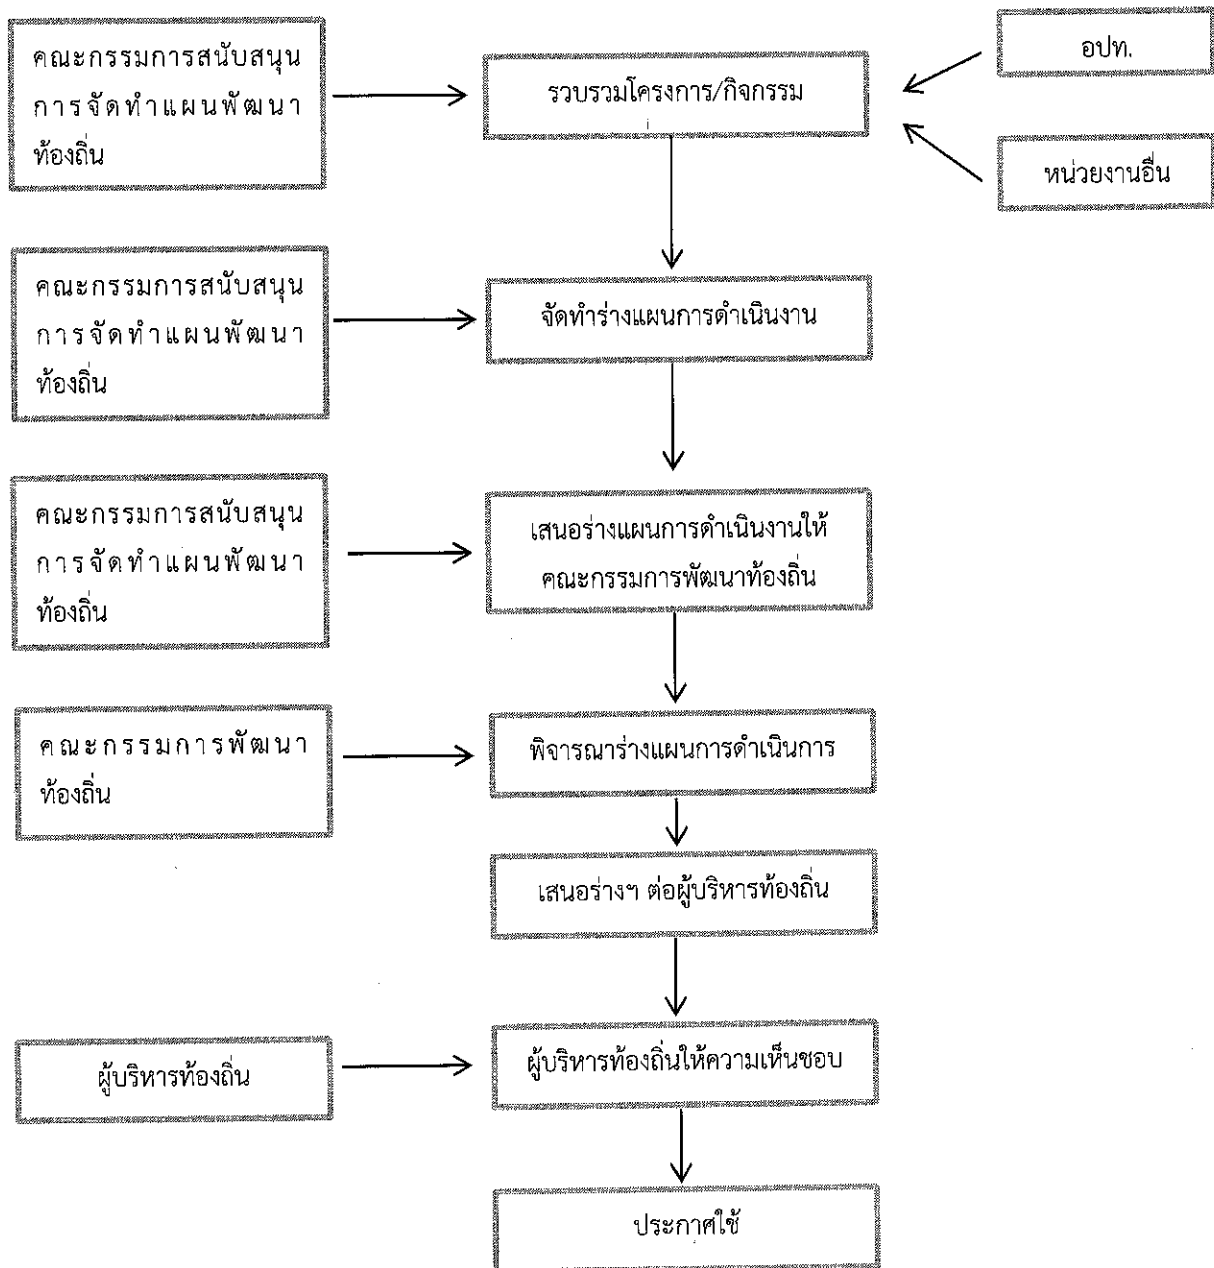 คณะกรรมการสนับสนุน
การจัดทำแผนพัฒนา
ท้องถิ่น
รวบรวมโครงการ/กิจกรรม
อปท.
หน่วยงานอื่น
คณะกรรมการสนับสนุน
การจัดทำแผนพัฒนา
ท้องถิ่น
จัดทำร่างแผนการดำเนินงาน
คณะกรรมการสนับสนุน
การจัดทำแผนพัฒนา
ท้องถิ่น
เสนอร่างแผนการดำเนินงานให้
คณะกรรมการพัฒนาท้องถิ่น
คณะกรรมการพัฒนา
ท้องถิ่น
พิจารณาร่างแผนการดำเนินการ
เสนอร่างฯ ต่อผู้บริหารท้องถิ่น
ผู้บริหารท้องถิ่น
ผู้บริหารท้องถิ่นให้ความเห็นชอบ
ประกาศใช้